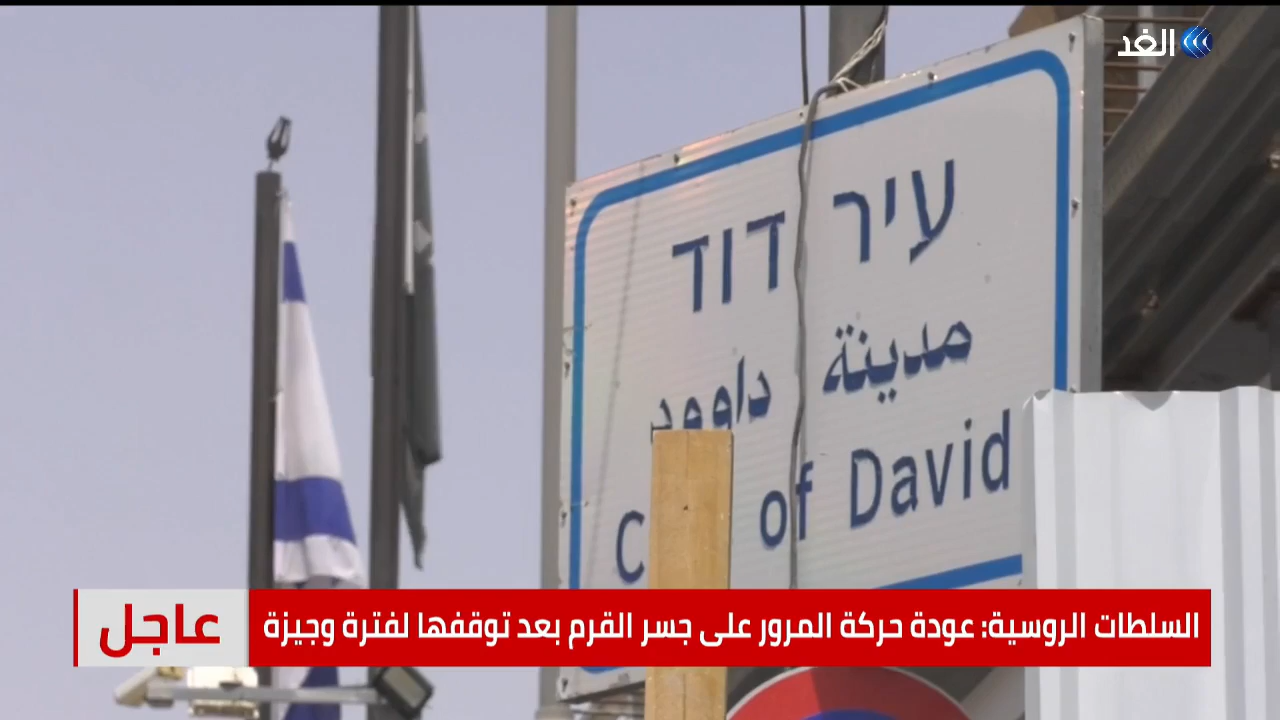 الغد
עיר דוד
مدينة داوود
C of David
السلطات الروسية: عودة حركة المرور على جسر القرم بعد توقفها لفترة وجيزة
عاجل